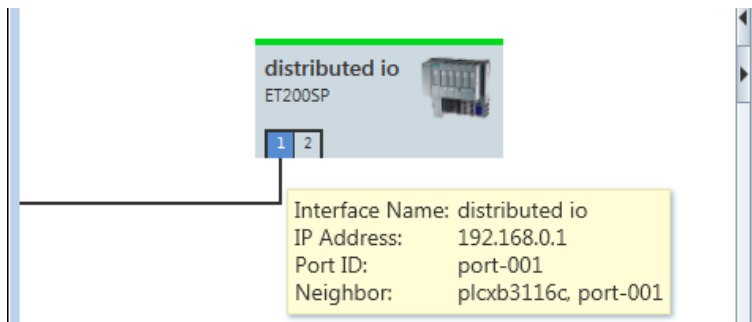 distributed io
ET200SP
1 2
Interface Name: distributed io
IP Address: 192.168.0.1
Port ID: port-001
Neighbor: plcxb3116c, port-001